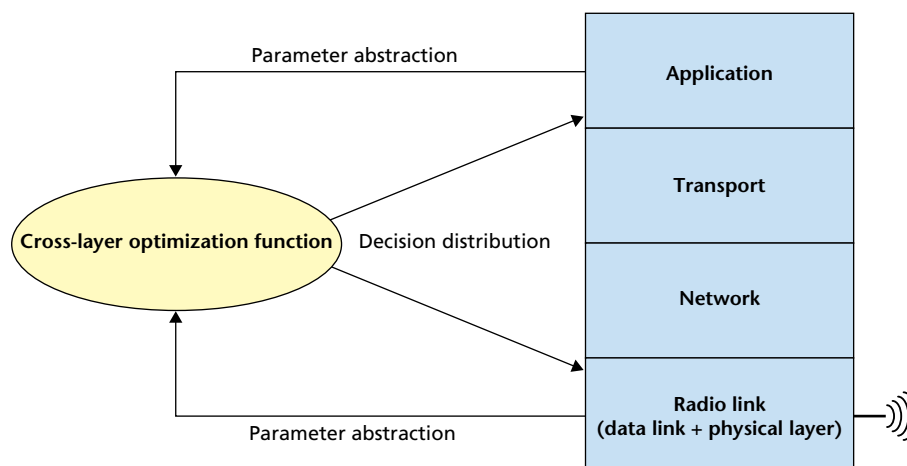 Parameter abstraction
Application
Transport
Cross-layer optimization function
Decision distribution
Network
Radio link
(data link + physical layer)
Parameter abstraction